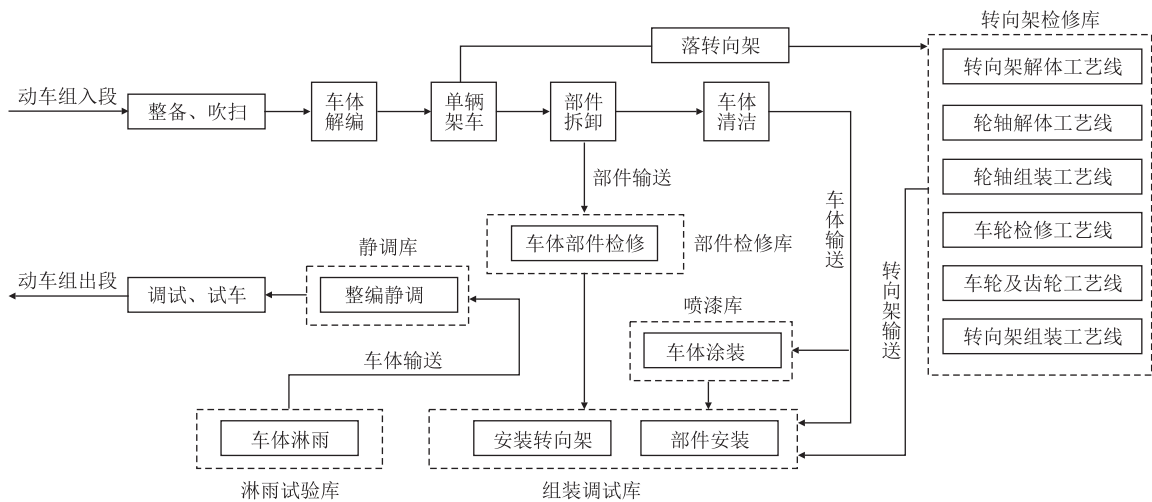 转向架检修库
落转向架
转向架解体工艺线
动车组入段
整备、吹扫
车体
解编
单辆
架车
部件
拆卸
车体
清洁
轮轴解体工艺线
部件输送
轮轴组装工艺线
车体输送
静调库
车体部件检修
部件检修库
车轮检修工艺线
动车组出段
调试、试车
整编静调
喷漆库
转向架输送
车轮及齿轮工艺线
车体输送
车体涂装
转向架组装工艺线
车体淋雨
安装转向架
部件安装
淋雨试验库
组装调试库